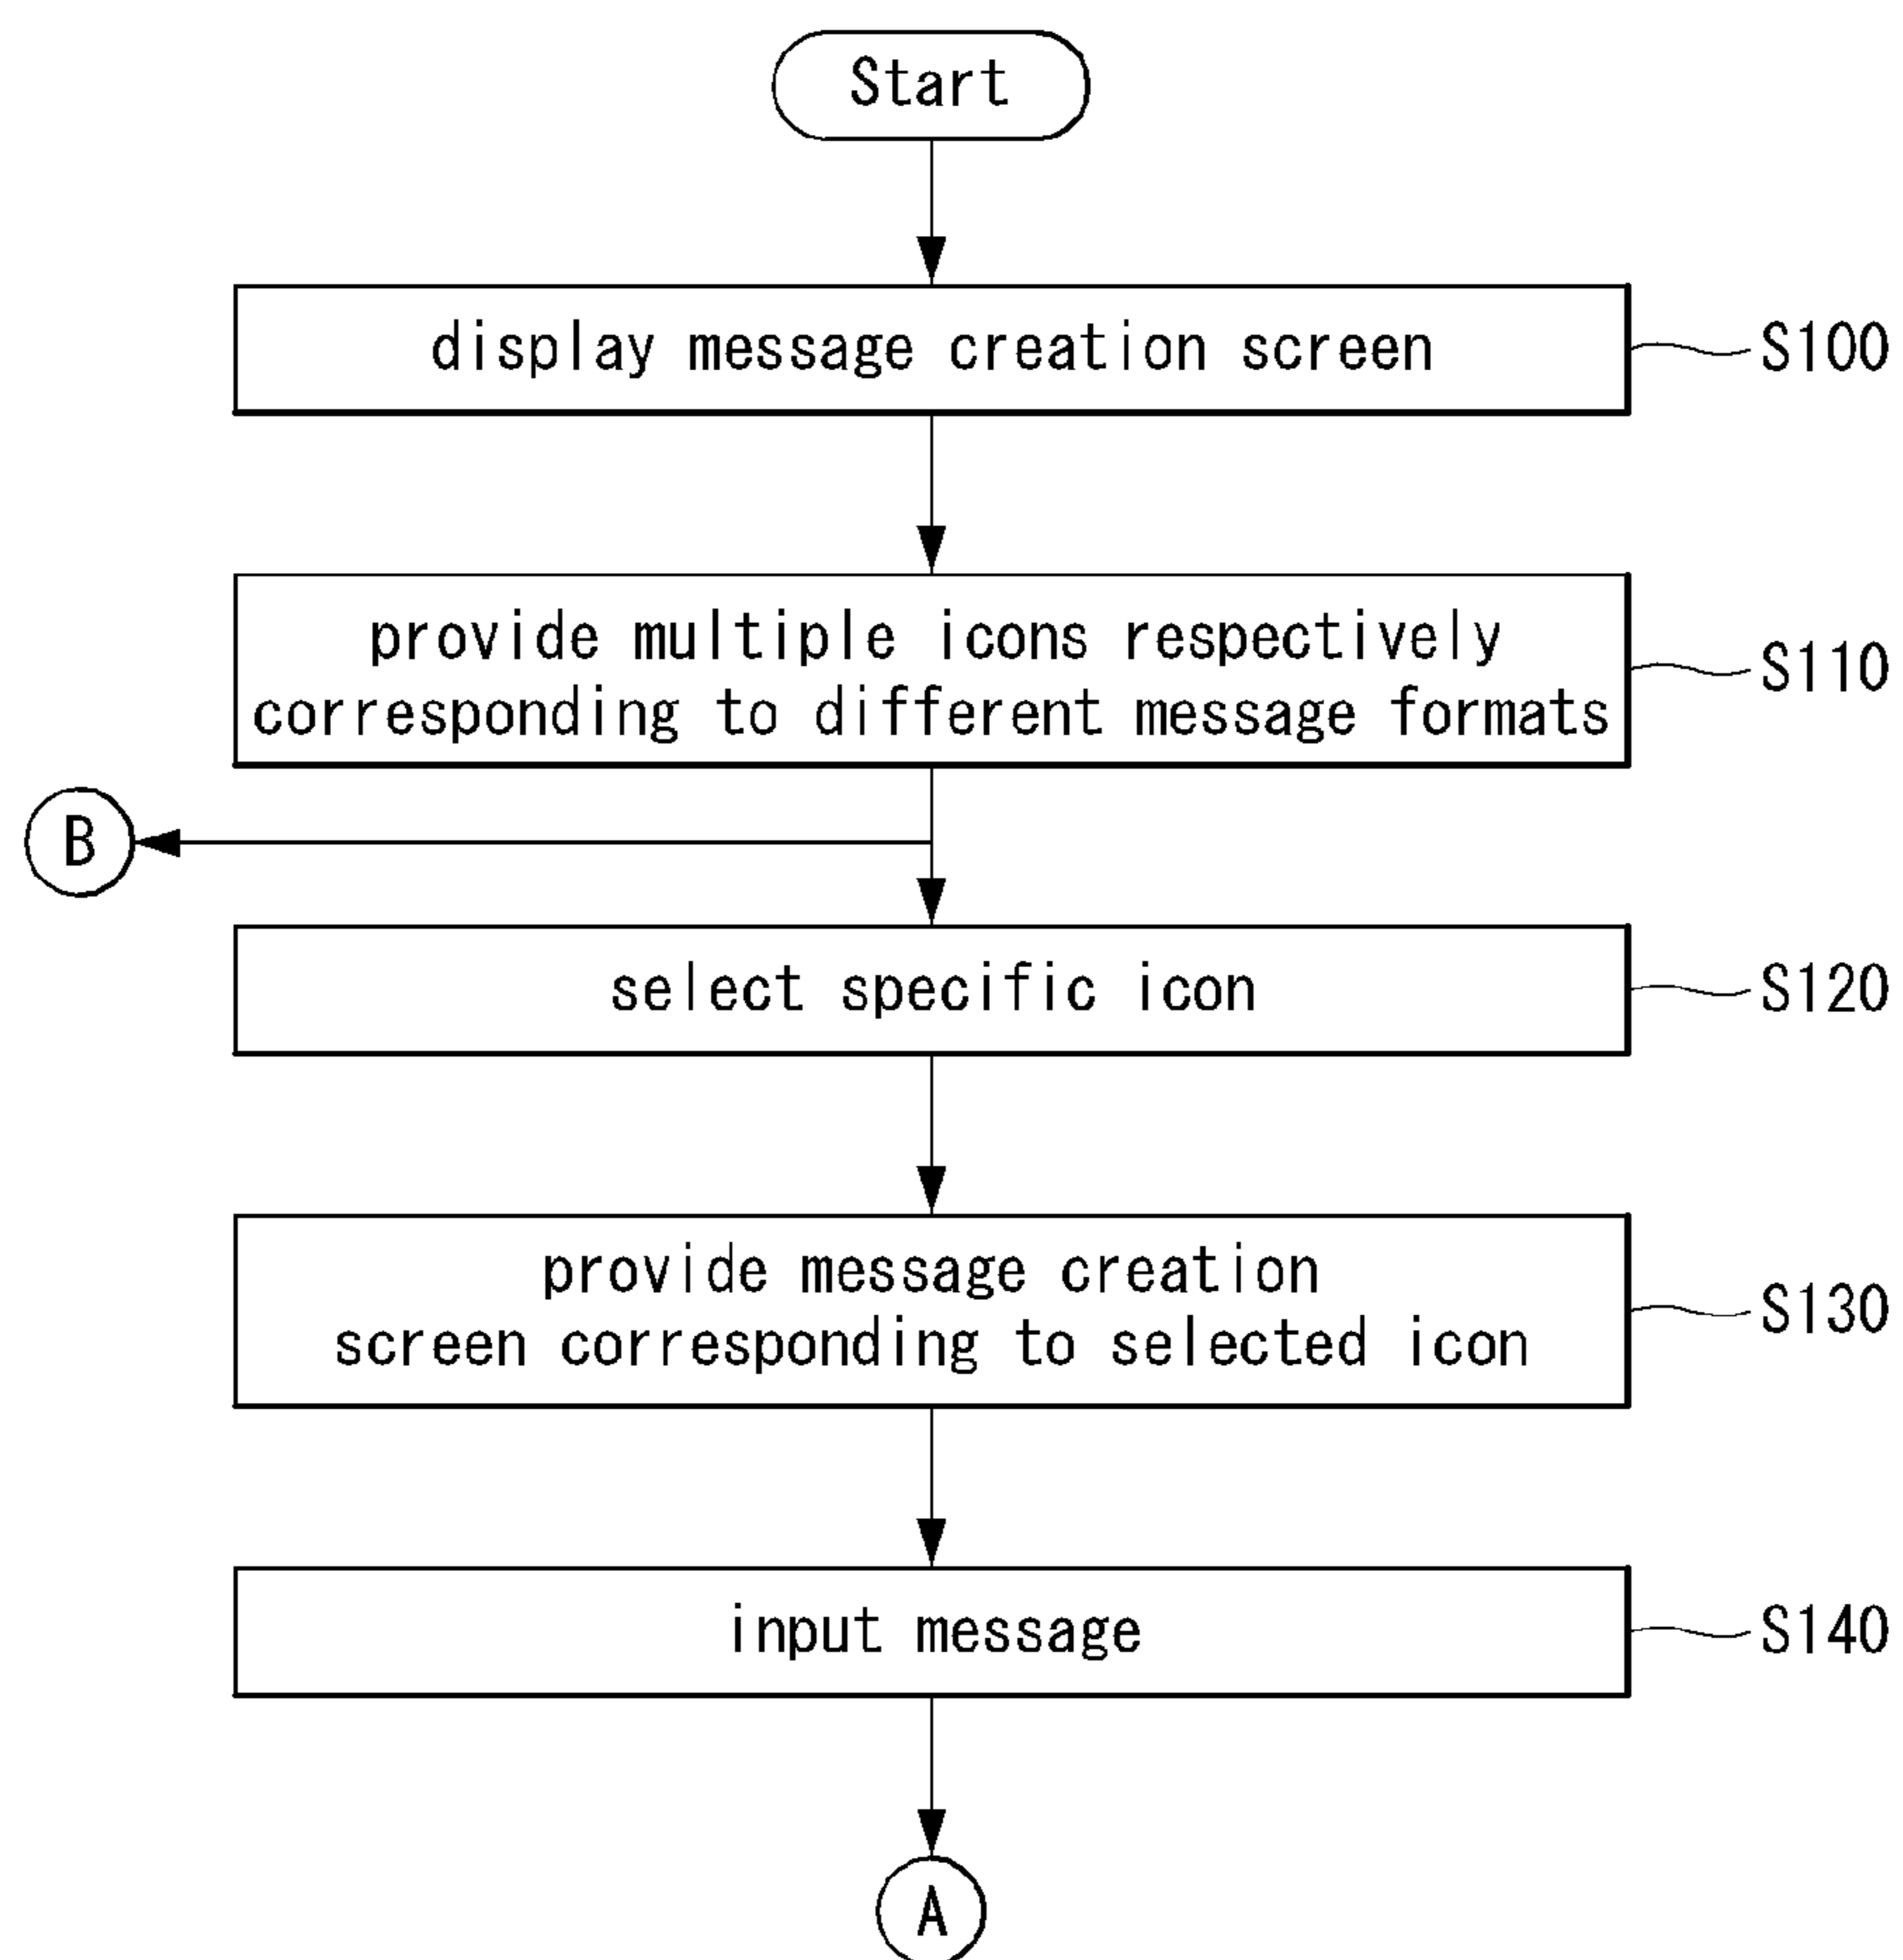 Start
display message creation screen
S100
provide multiple icons respectively
corresponding to different message formats
S110
B
select specific icon
S120
provide message creation
screen corresponding to selected icon
S130
input message
S140
A